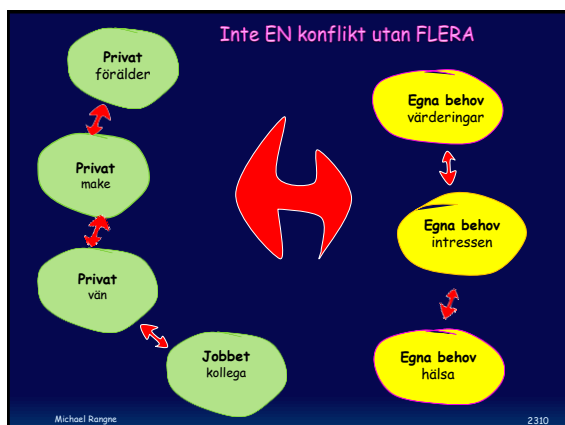 Inte EN konflikt utan FLERA
Privat
förälder
Privat
make
Privat
vän
Jobbet
kollega
Egna behov
värderingar
Egna behov
intressen
Egna behov
hälsa
Michael Rangne
2310